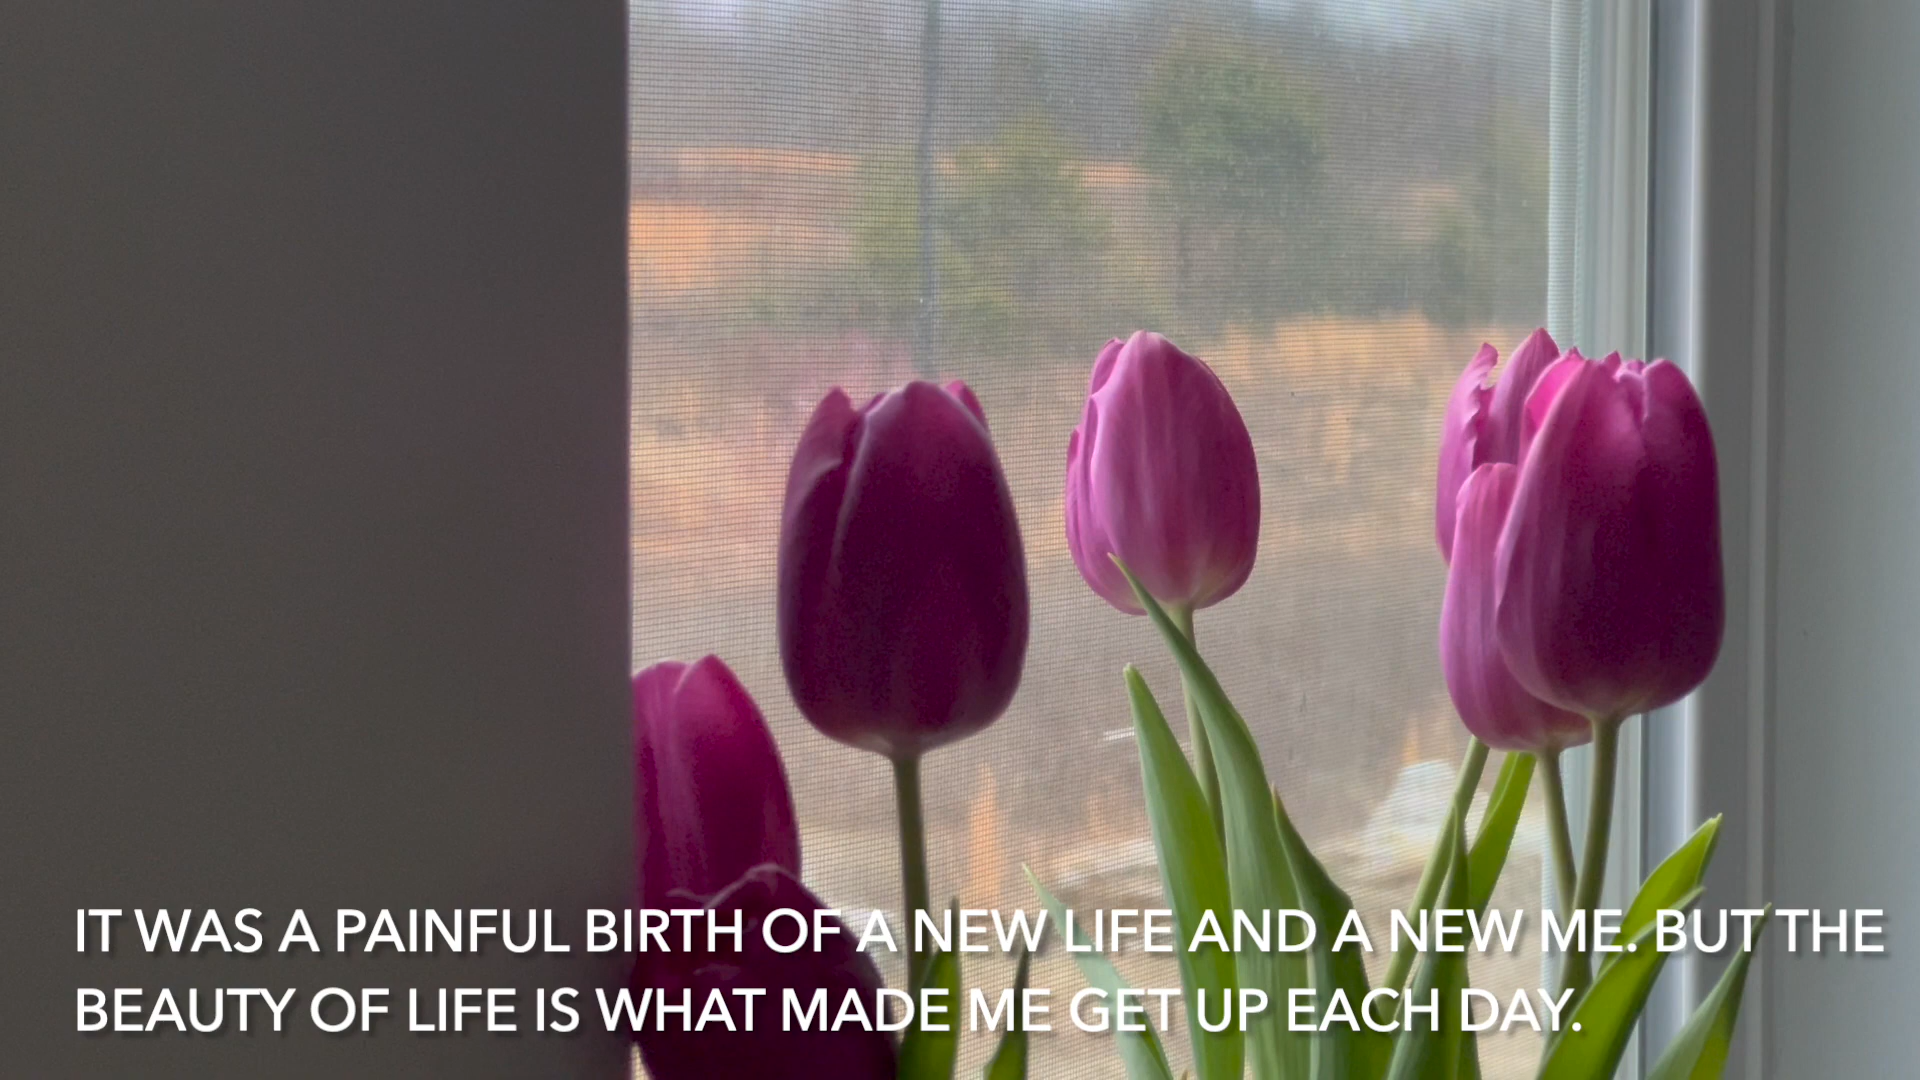 IT WAS A PAINFUL BIRTH OF A NEW LIFE AND A NEW ME. BUT THE
BEAUTY OF LIFE IS WHAT MADE ME GET UP EACH DAY.